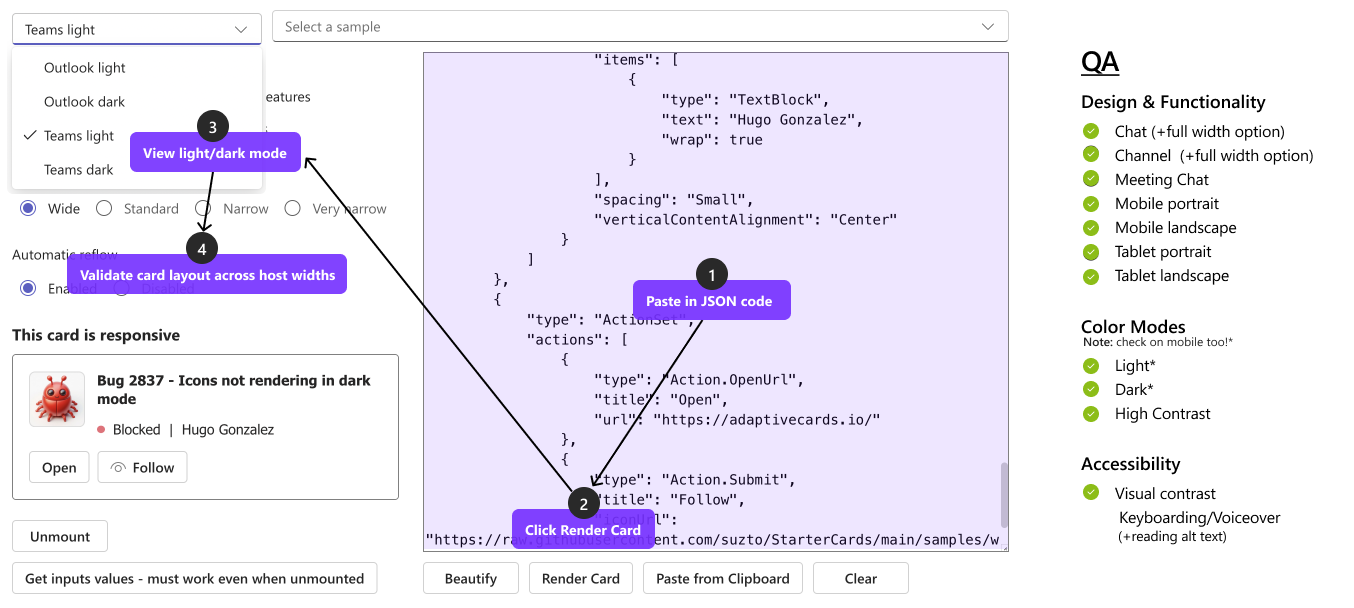 Teams light
Select a sample
Outlook light
Outlook dark
Teams light
Teams dark
eatures
3
View light/dark mode
Wide
Standard
Narrow
Very narrow
4
Automatic reflow
Validate card layout across host widths
Enabled
Disabled
This card is responsive
Bug 2837 - Icons not rendering in dark
mode
Blocked | Hugo Gonzalez
Open
Follow
Unmount
Get inputs values - must work even when unmounted
"items": [
{
"type": "TextBlock",
"text": "Hugo Gonzalez",
"wrap": true
}
],
"spacing": "Small",
"verticalContentAlignment": "Center"
}
]
},
{
1
Paste in JSON code
"type": "ActionSet",
"actions": [
{
"type": "Action.OpenUrl",
"title": "Open",
"url": "https://adaptivecards.io/"
},
{
"type": "Action.Submit",
"title": "Follow",
"iconUrl":
2
Click Render Card
"https://raw.githubusercontent.com/suzto/StarterCards/main/samples/w
Beautify
Render Card
Paste from Clipboard
Clear
QA
Design & Functionality
Chat (+full width option)
Channel (+full width option)
Meeting Chat
Mobile portrait
Mobile landscape
Tablet portrait
Tablet landscape
Color Modes
Note: check on mobile too!*
Light*
Dark*
High Contrast
Accessibility
Visual contrast
Keyboarding/Voiceover
(+reading alt text)